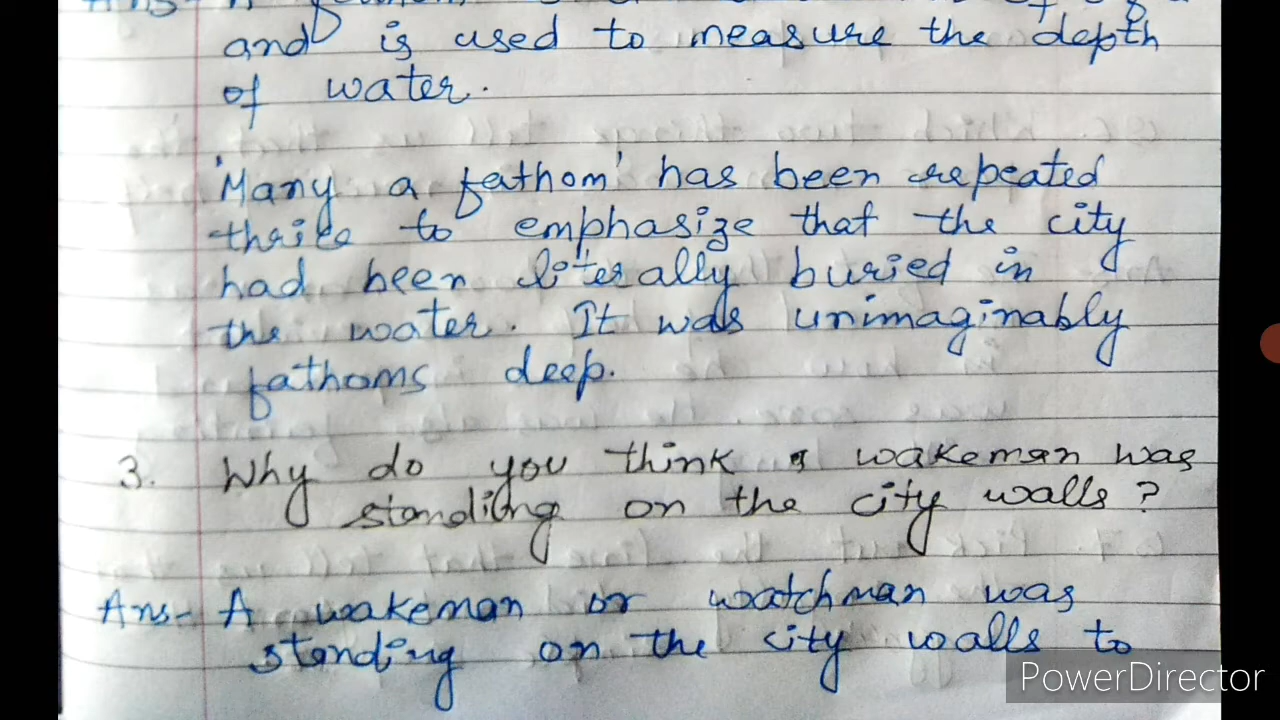 Ans- A
and is used to measure the depth
of water.
'Many a fathom' has been repeated
thrice to emphasize that the city
had been literally buried in
the water. It was unimaginably
fathoms deep.
3. Why do you think a wakeman was
standing on the city walls?
Ans- A wakeman or watchman was
standing on the city walls to
PowerDirector